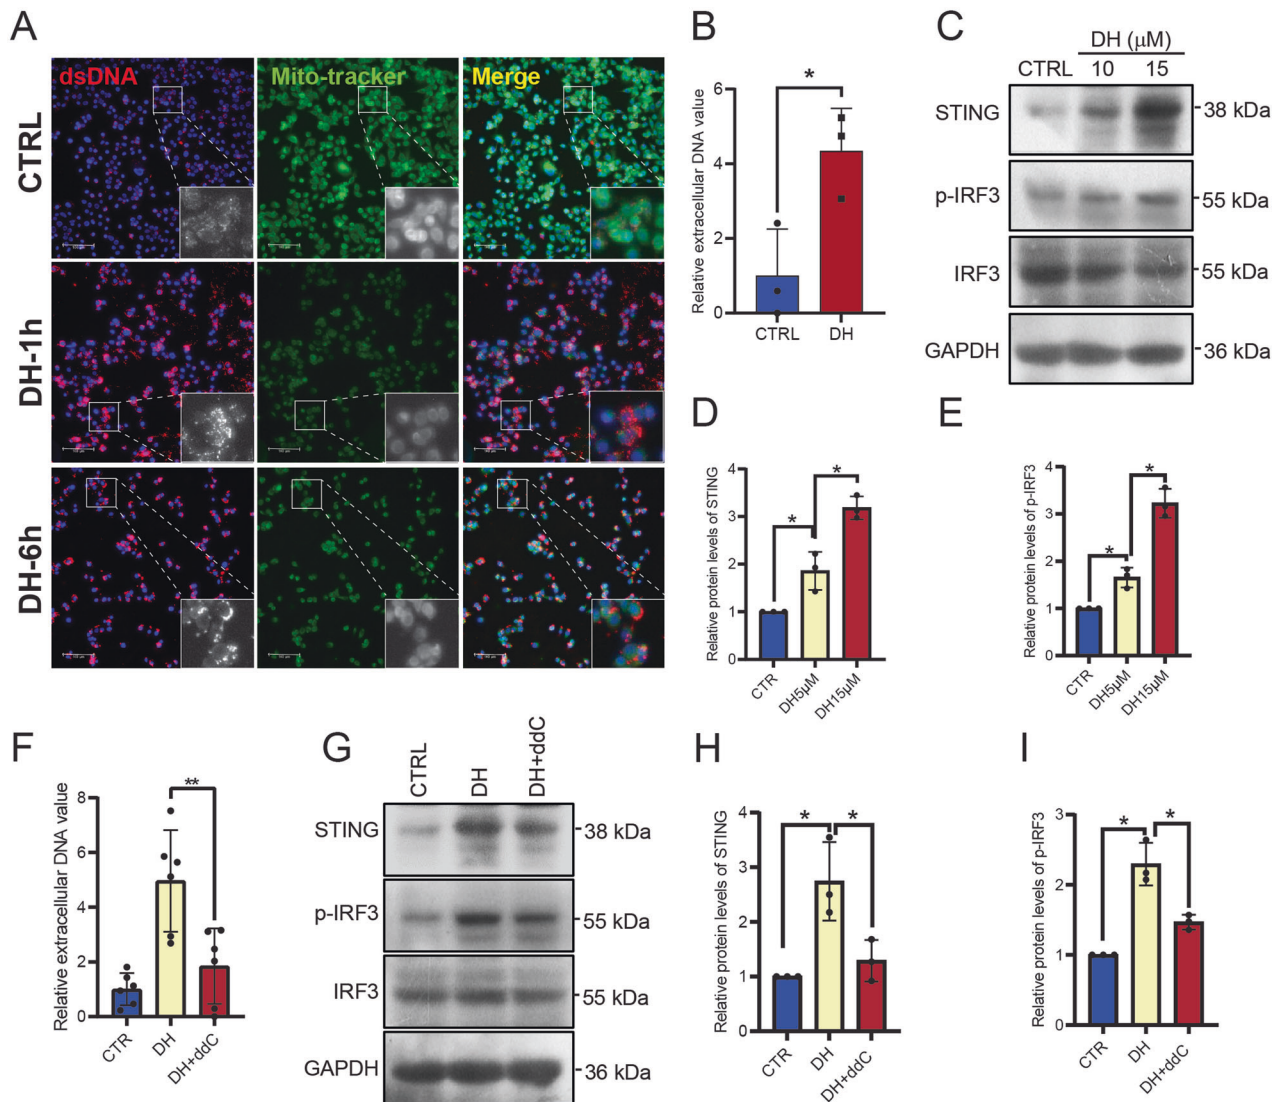 A
dsDNA
Mito-tracker
Merge
CTRL
DH-1h
DH-6h
B
Relative extracellular DNA value
6
4
2
0
*
CTRL
DH
C
DH (μM)
CTRL 10 15
STING
38 kDa
p-IRF3
55 kDa
IRF3
55 kDa
GAPDH
36 kDa
D
Relative protein levels of STING
4
3
2
1
0
*
*
CTR
DH5μM
DH15μM
E
Relative protein levels of p-IRF3
4
3
2
1
0
*
*
CTR
DH5μM
DH15μM
F
Relative extracellular DNA value
8
6
4
2
0
**
CTR
DH
DH+ddC
G
CTRL
DH
DH+ddC
STING
38 kDa
p-IRF3
55 kDa
IRF3
55 kDa
GAPDH
36 kDa
H
Relative protein levels of STING
4
3
2
1
0
*
*
CTR
DH
DH+ddC
I
Relative protein levels of p-IRF3
3
2
1
0
*
*
CTR
DH
DH+ddC